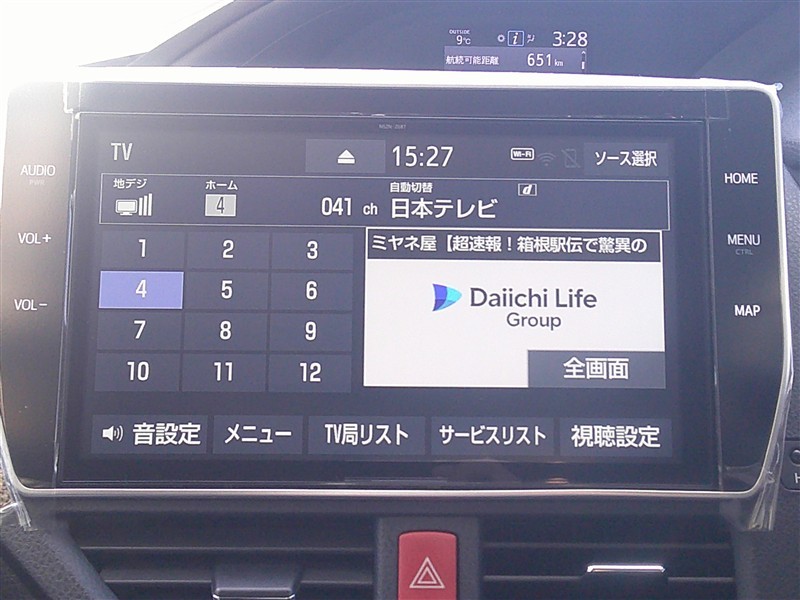 OUTSIDE
9℃ i 3:28
航続可能距離 651 km
TV 15:27 Wi-Fi ソース選択
AUDIO
PWR
VOL+
VOL-
HOME
MENU
CTRL
MAP
地デジ ホーム 自動切替 d
4 041 ch 日本テレビ
1 2 3
4 5 6
7 8 9
10 11 12
ミヤネ屋【超速報!箱根駅伝で驚異の
Daiichi Life
Group
全画面
音設定 メニュー TV局リスト サービスリスト 視聴設定